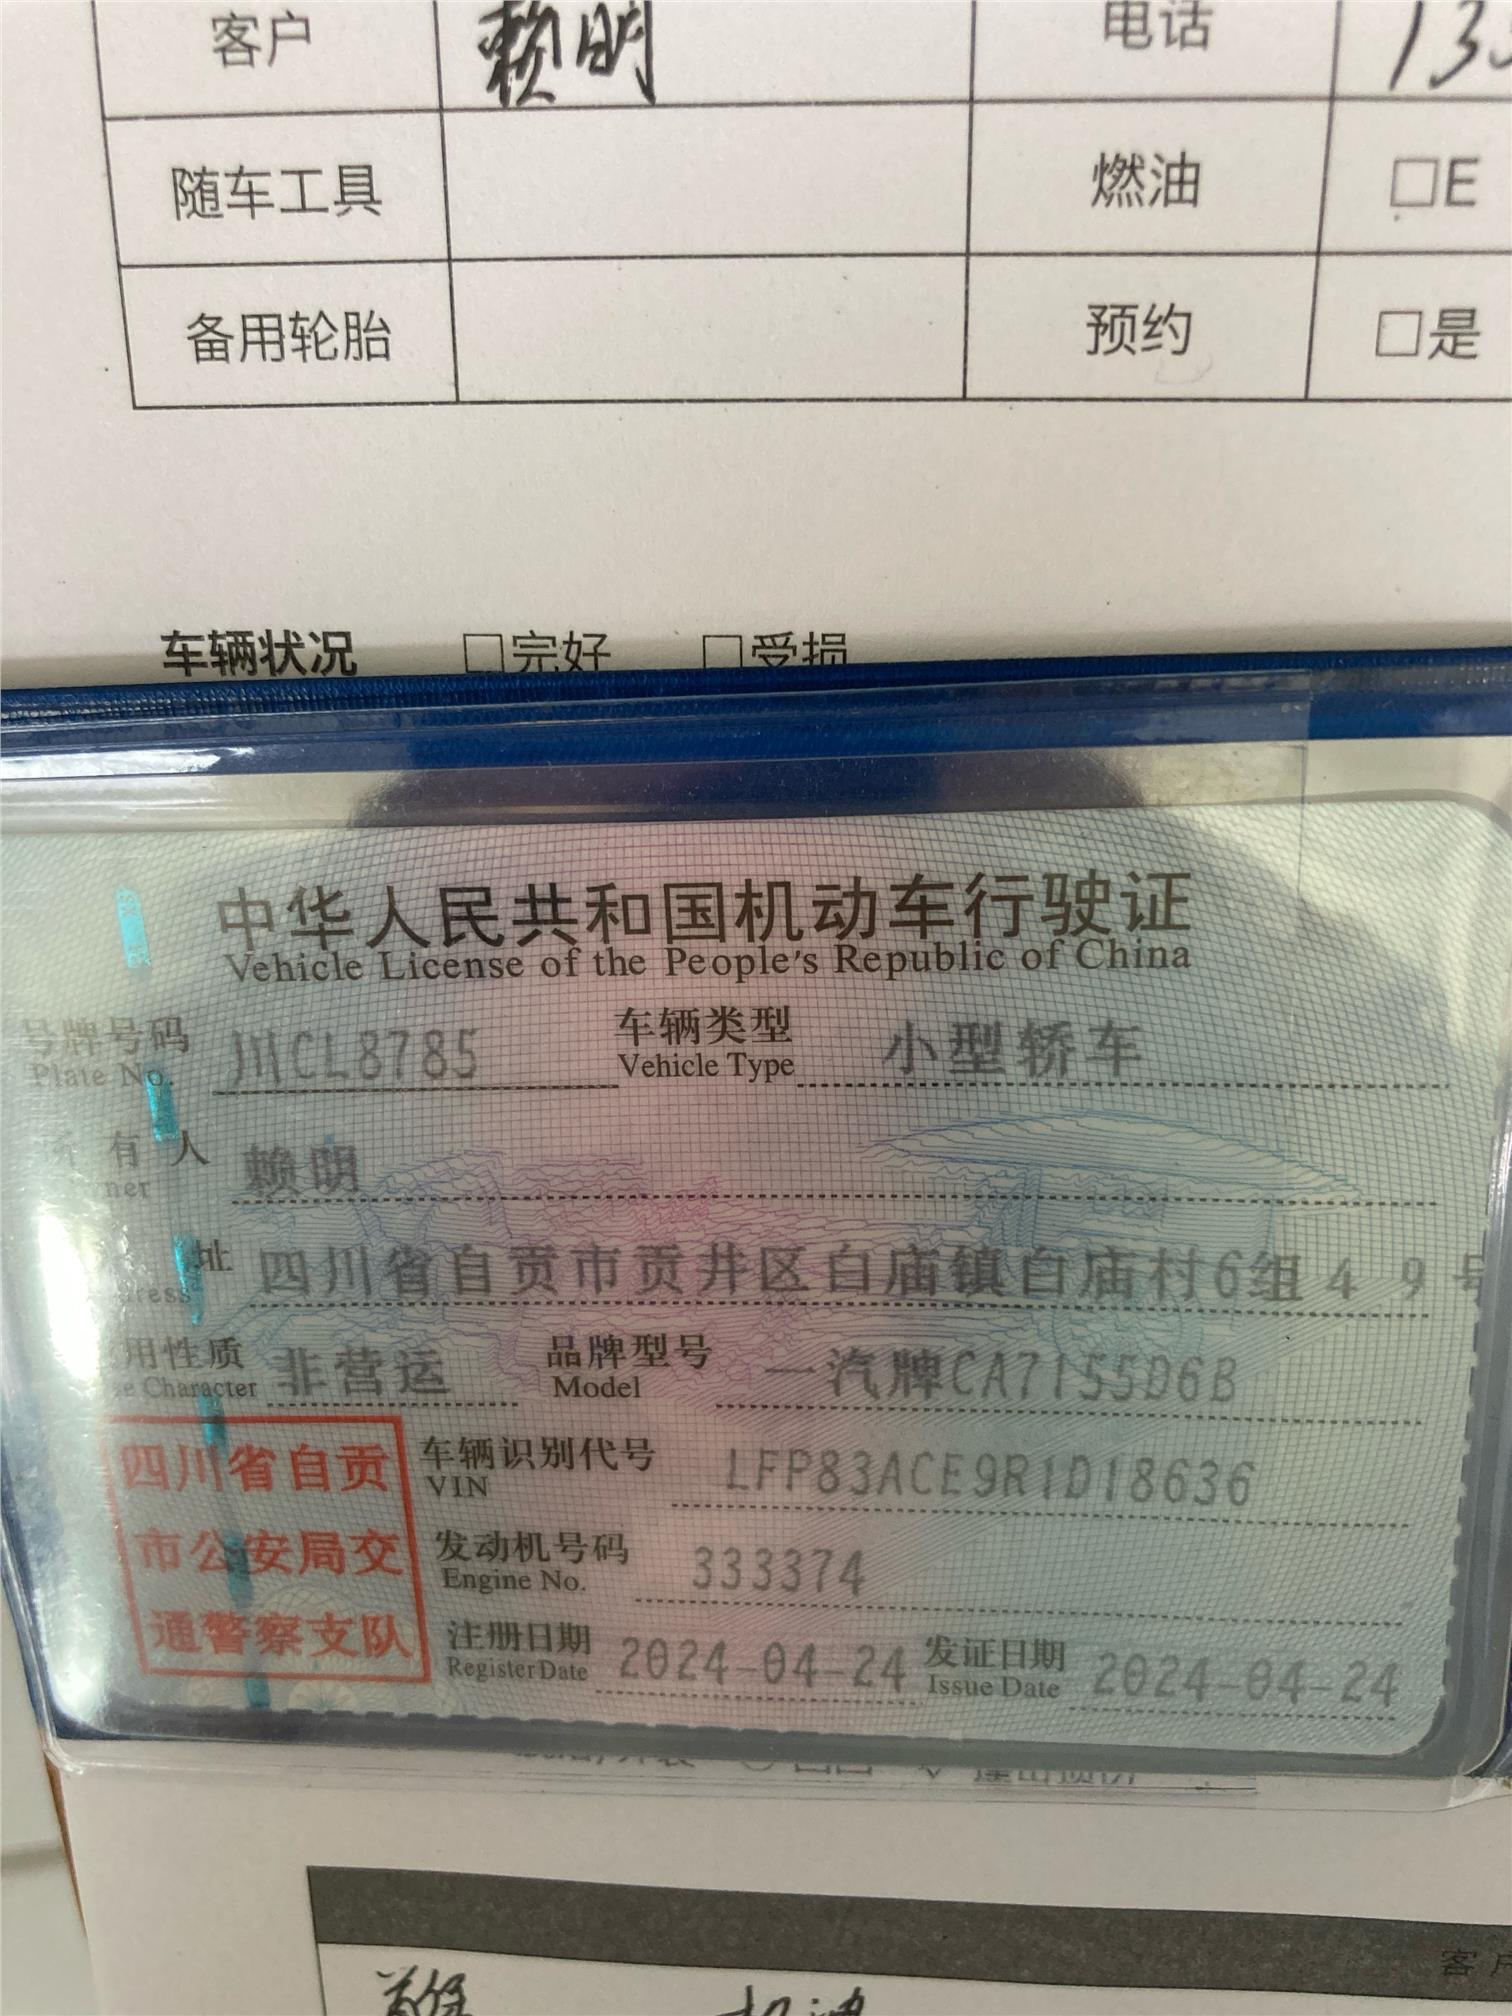 客户 赖明 电话 133
随车工具 燃油 □E
备用轮胎 预约 □是
车辆状况 □完好 □受损
中华人民共和国机动车行驶证
Vehicle License of the People's Republic of China
号牌号码 川CL8785 车辆类型 小型轿车
Plate No. Vehicle Type
有人 赖明
ner
址 四川省自贡市贡井区白庙镇白庙村6组49号
ress
用性质 非营运 品牌型号 一汽牌CA7155D6B
e Character Model
四川省自贡
市公安局交
通警察支队
车辆识别代号 LFP83ACE9R1D18636
VIN
发动机号码 333374
Engine No.
注册日期 2024-04-24 发证日期 2024-04-24
Register Date Issue Date
客户